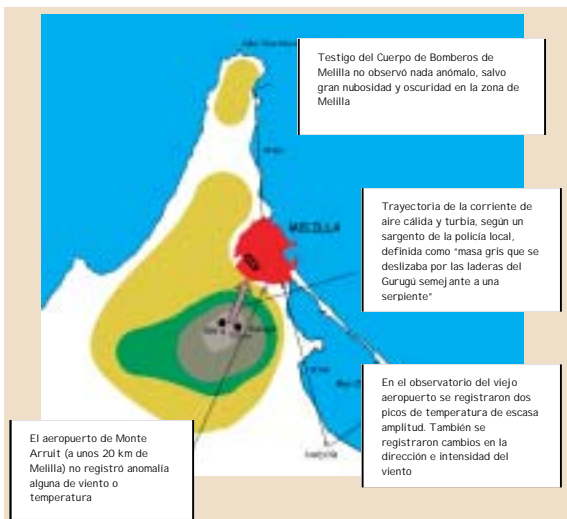 Testigo del Cuerpo de Bomberos de
Melilla no observó nada anómalo, salvo
gran nubosidad y oscuridad en la zona de
Melilla
Trayectoria de la corriente de
aire cálida y turbia, según un
sargento de la policía local,
definida como "masa gris que se
deslizaba por las laderas del
Gurugú semejante a una
serpiente"
MELILLA
En el observatorio del viejo
aeropuerto se registraron dos
picos de temperatura de escasa
amplitud. También se
registraron cambios en la
dirección e intensidad del
viento
El aeropuerto de Monte
Arruit (a unos 20 km de
Melilla) no registró anomalía
alguna de viento o
temperatura